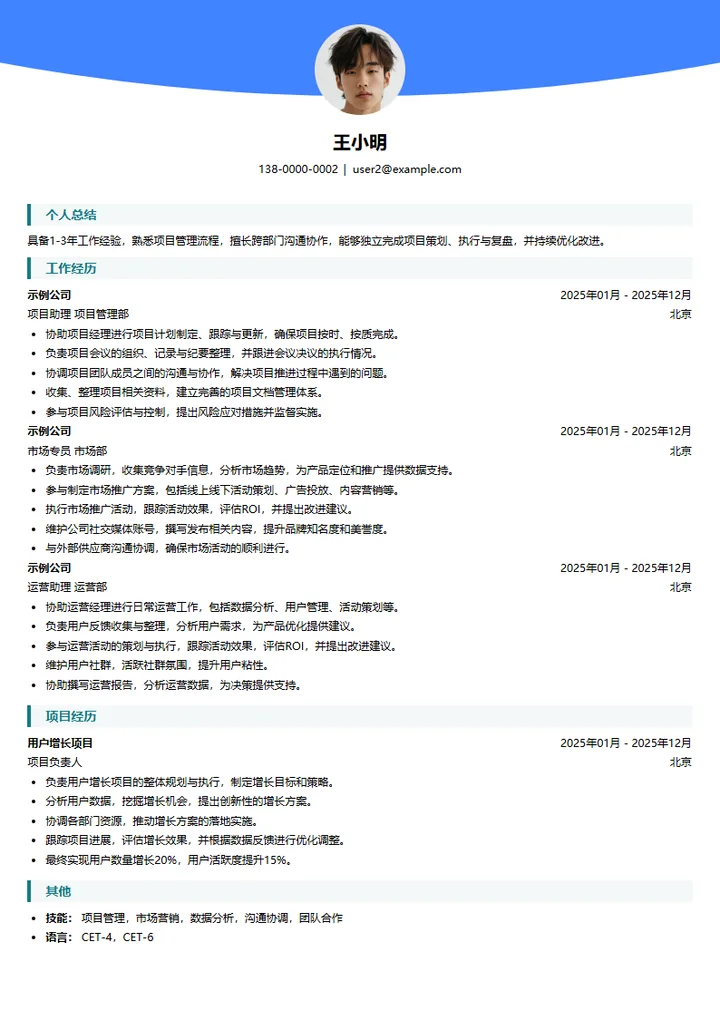 王小明
138-0000-0002 | user2@example.com
个人总结
具备1-3年工作经验，熟悉项目管理流程，擅长跨部门沟通协作，能够独立完成项目策划、执行与复盘，并持续优化改进。
工作经历
示例公司 2025年01月 - 2025年12月
项目助理 项目管理部 北京
• 协助项目经理进行项目计划制定、跟踪与更新，确保项目按时、按质完成。
• 负责项目会议的组织、记录与纪要整理，并跟进会议决议的执行情况。
• 协调项目团队成员之间的沟通与协作，解决项目推进过程中遇到的问题。
• 收集、整理项目相关资料，建立完善的项目文档管理体系。
• 参与项目风险评估与控制，提出风险应对措施并监督实施。
示例公司 2025年01月 - 2025年12月
市场专员 市场部 北京
• 负责市场调研，收集竞争对手信息，分析市场趋势，为产品定位和推广提供数据支持。
• 参与制定市场推广方案，包括线上线下活动策划、广告投放、内容营销等。
• 执行市场推广活动，跟踪活动效果，评估ROI，并提出改进建议。
• 维护公司社交媒体账号，撰写发布相关内容，提升品牌知名度和美誉度。
• 与外部供应商沟通协调，确保市场活动的顺利进行。
示例公司 2025年01月 - 2025年12月
运营助理 运营部 北京
• 协助运营经理进行日常运营工作，包括数据分析、用户管理、活动策划等。
• 负责用户反馈收集与整理，分析用户需求，为产品优化提供建议。
• 参与运营活动的策划与执行，跟踪活动效果，评估ROI，并提出改进建议。
• 维护用户社群，活跃社群氛围，提升用户粘性。
• 协助撰写运营报告，分析运营数据，为决策提供支持。
项目经历
用户增长项目 2025年01月 - 2025年12月
项目负责人 北京
• 负责用户增长项目的整体规划与执行，制定增长目标和策略。
• 分析用户数据，挖掘增长机会，提出创新性的增长方案。
• 协调各部门资源，推动增长方案的落地实施。
• 跟踪项目进展，评估增长效果，并根据数据反馈进行优化调整。
• 最终实现用户数量增长20%，用户活跃度提升15%。
其他
• 技能： 项目管理，市场营销，数据分析，沟通协调，团队合作
• 语言： CET-4，CET-6